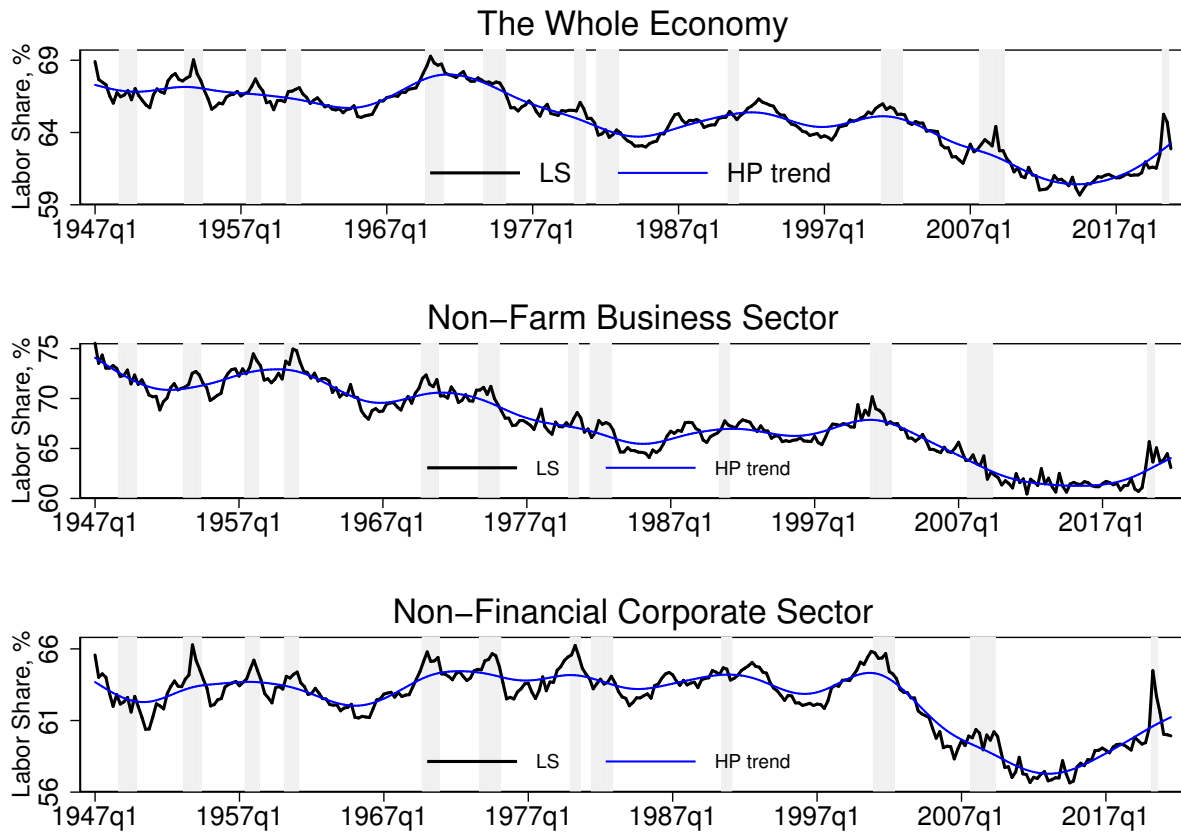 The Whole Economy
Labor Share, %
69
64
59
LS HP trend
1947q1 1957q1 1967q1 1977q1 1987q1 1997q1 2007q1 2017q1
Non−Farm Business Sector
Labor Share, %
75
70
65
60
LS HP trend
1947q1 1957q1 1967q1 1977q1 1987q1 1997q1 2007q1 2017q1
Non−Financial Corporate Sector
Labor Share, %
66
61
56
LS HP trend
1947q1 1957q1 1967q1 1977q1 1987q1 1997q1 2007q1 2017q1